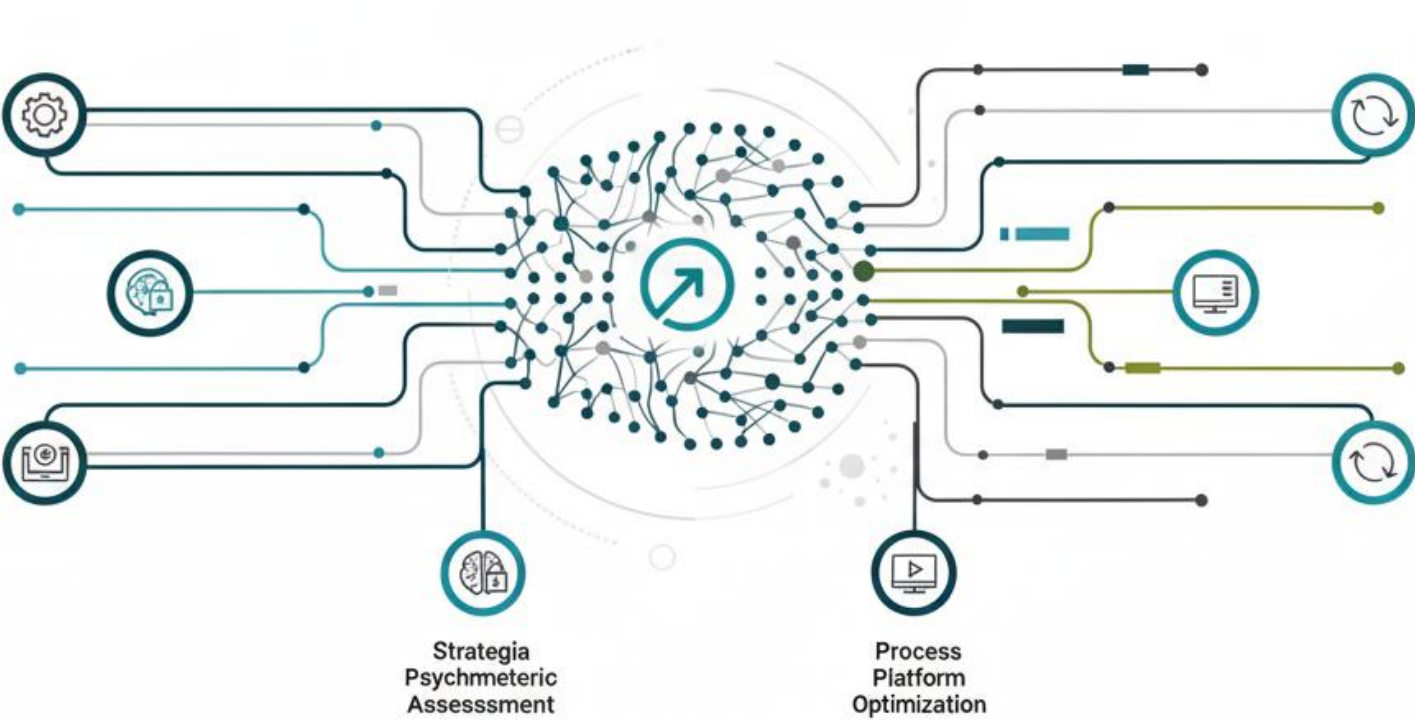 Strategia
Psychmeteric
Assesssment
Process
Platform
Optimization